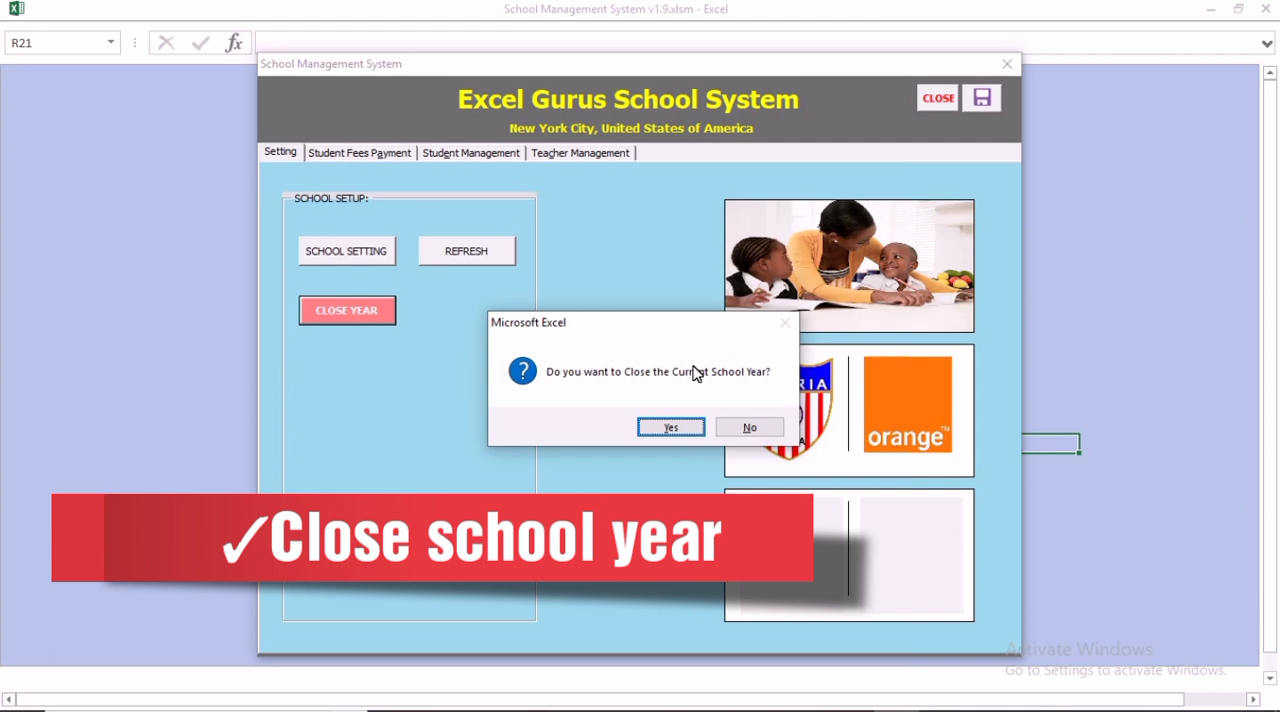 School Management System v1.9.xlsm - Excel
R21
fx
School Management System
Excel Gurus School System
New York City, United States of America
CLOSE
Setting
Student Fees Payment
Student Management
Teacher Management
SCHOOL SETUP:
SCHOOL SETTING
REFRESH
CLOSE YEAR
Microsoft Excel
?
Do you want to Close the Current School Year?
Yes
No
RIA
A
orange™
✓Close school year
Activate Windows
Go to Settings to activate Windows.